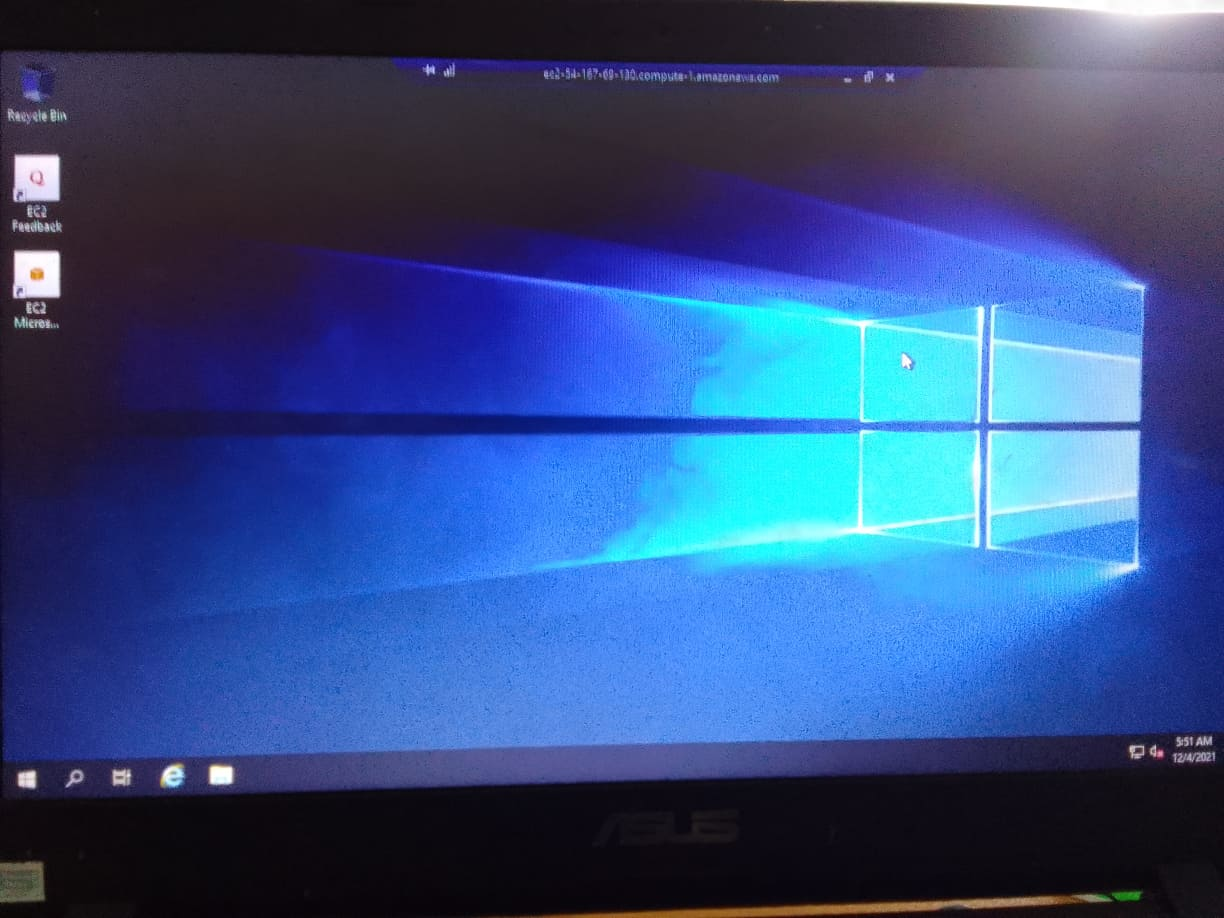 ec2-54-167-69-130.compute-1.amazonaws.com
Recycle Bin
EC2
Feedback
EC2
Micros...
5:51 AM
12/4/2021
ASUS